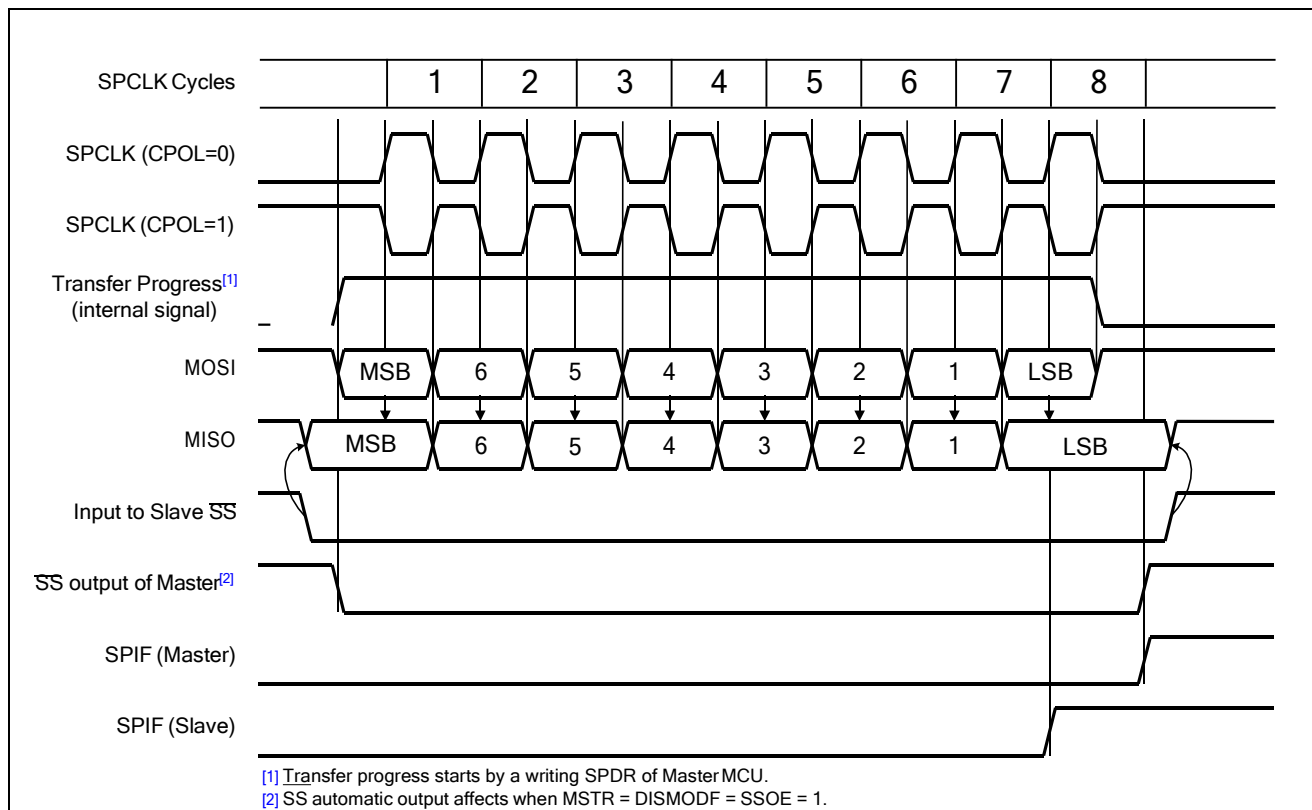 SPCLK Cycles 1 2 3 4 5 6 7 8
SPCLK (CPOL=0)
SPCLK (CPOL=1)
Transfer Progress[1]
(internal signal)
MOSI MSB 6 5 4 3 2 1 LSB
MISO MSB 6 5 4 3 2 1 LSB
Input to Slave S̅S̅
S̅S̅ output of Master[2]
SPIF (Master)
SPIF (Slave)
[1] Transfer progress starts by a writing SPDR of Master MCU.
[2] SS automatic output affects when MSTR = DISMODF = SSOE = 1.